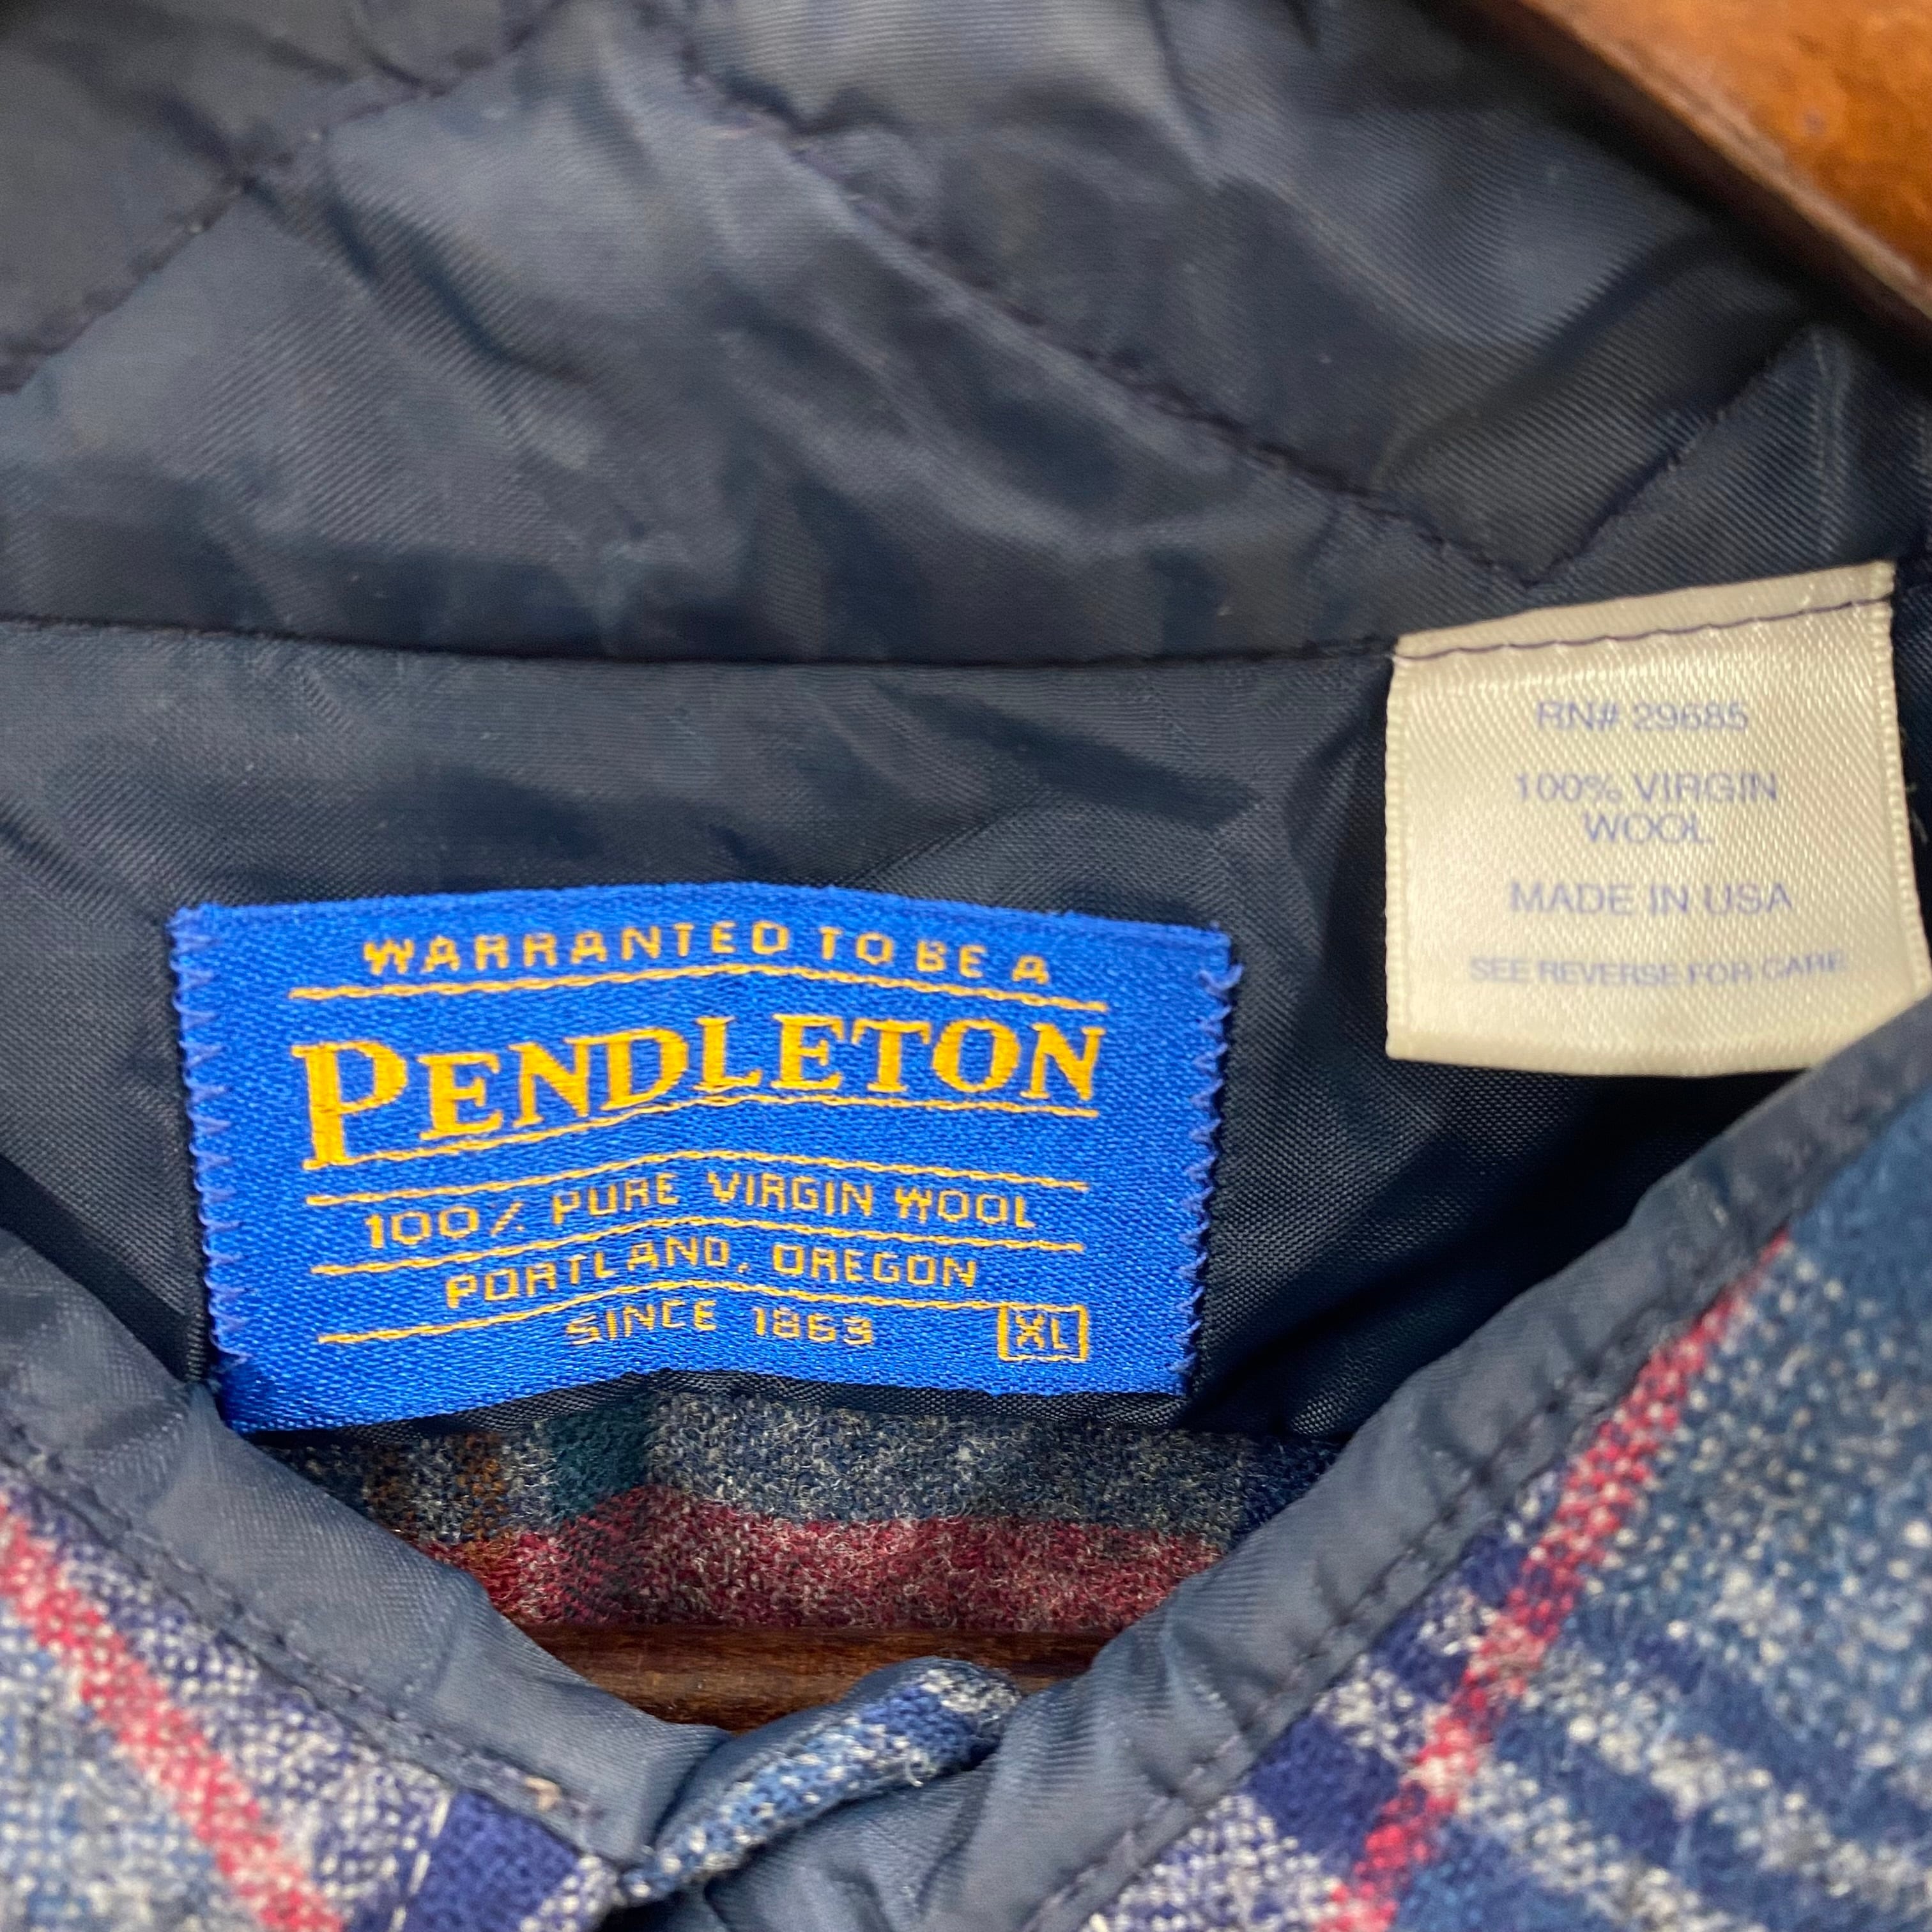 WARRANTED TO BE A
PENDLETON
100% PURE VIRGIN WOOL
PORTLAND, OREGON
SINCE 1863
XL
RN# 29685
100% VIRGIN
WOOL
MADE IN USA
SEE REVERSE FOR CARE